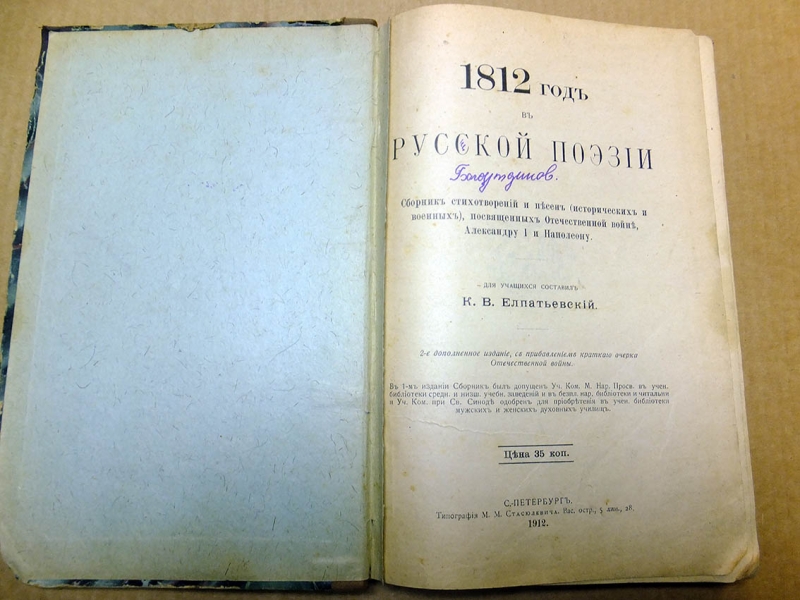 1812 годъ
въ
РУССКОЙ ПОЭЗІИ
Сборникъ стихотвореній и пѣсенъ (историческихъ и
военныхъ), посвященныхъ Отечественной войнѣ,
Александру I и Наполеону.
ДЛЯ УЧАЩИХСЯ СОСТАВИЛЪ
К. В. Елпатьевскій.
2-е дополненное изданіе, съ прибавленіемъ краткаго очерка
Отечественной войны.
Въ 1-мъ изданіи Сборникъ былъ допущенъ Уч. Ком. М. Нар. Просв. въ учен.
библіотеки средн. и низш. учебн. заведеній и въ безпл. нар. библіотеки и читальни
и Уч. Ком. при Св. Синодѣ одобренъ для пріобрѣтенія въ учен. библіотеки
мужскихъ и женскихъ духовныхъ училищъ.
Цѣна 35 коп.
С.-ПЕТЕРБУРГЪ.
Типографія М. М. Стасюлевича. Вас. остр., 5 лин., 28.
1912.